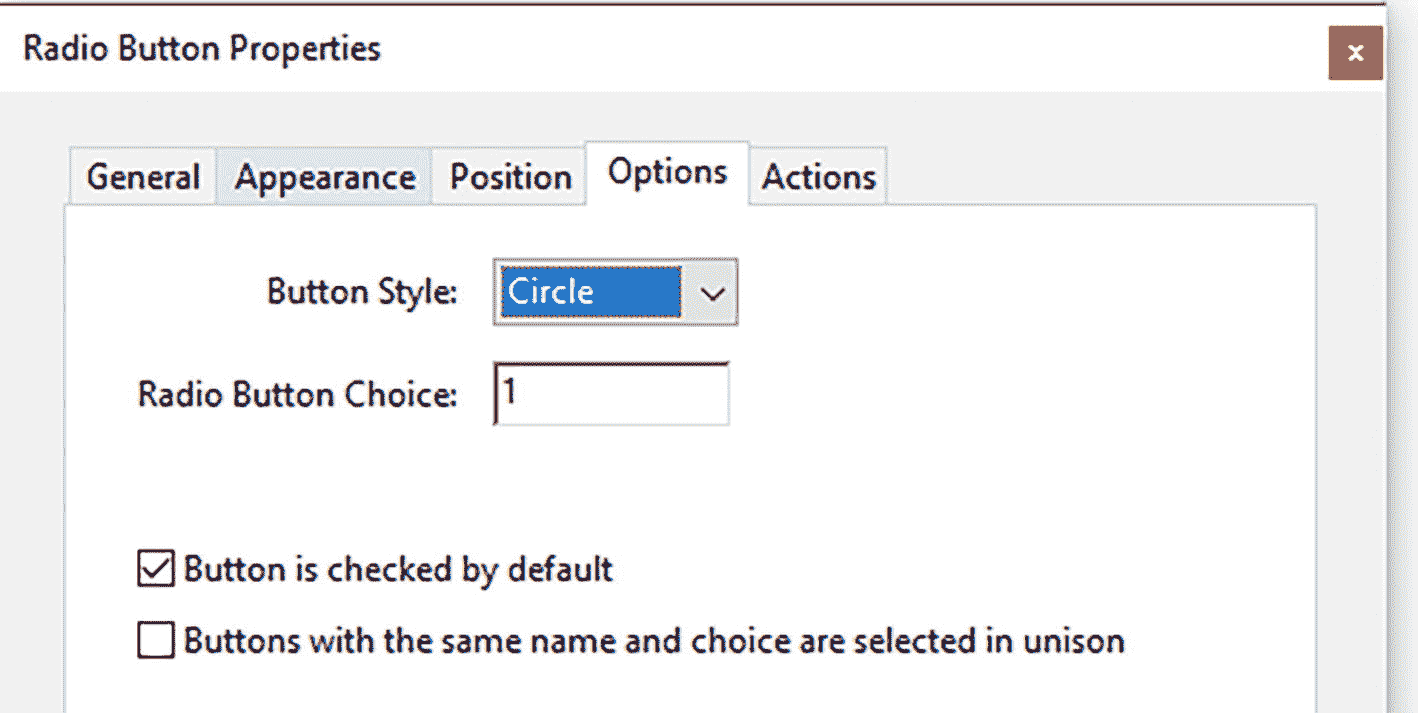 Radio Button Properties
General Appearance Position Options Actions
Button Style: Circle
Radio Button Choice: 1
Button is checked by default
Buttons with the same name and choice are selected in unison